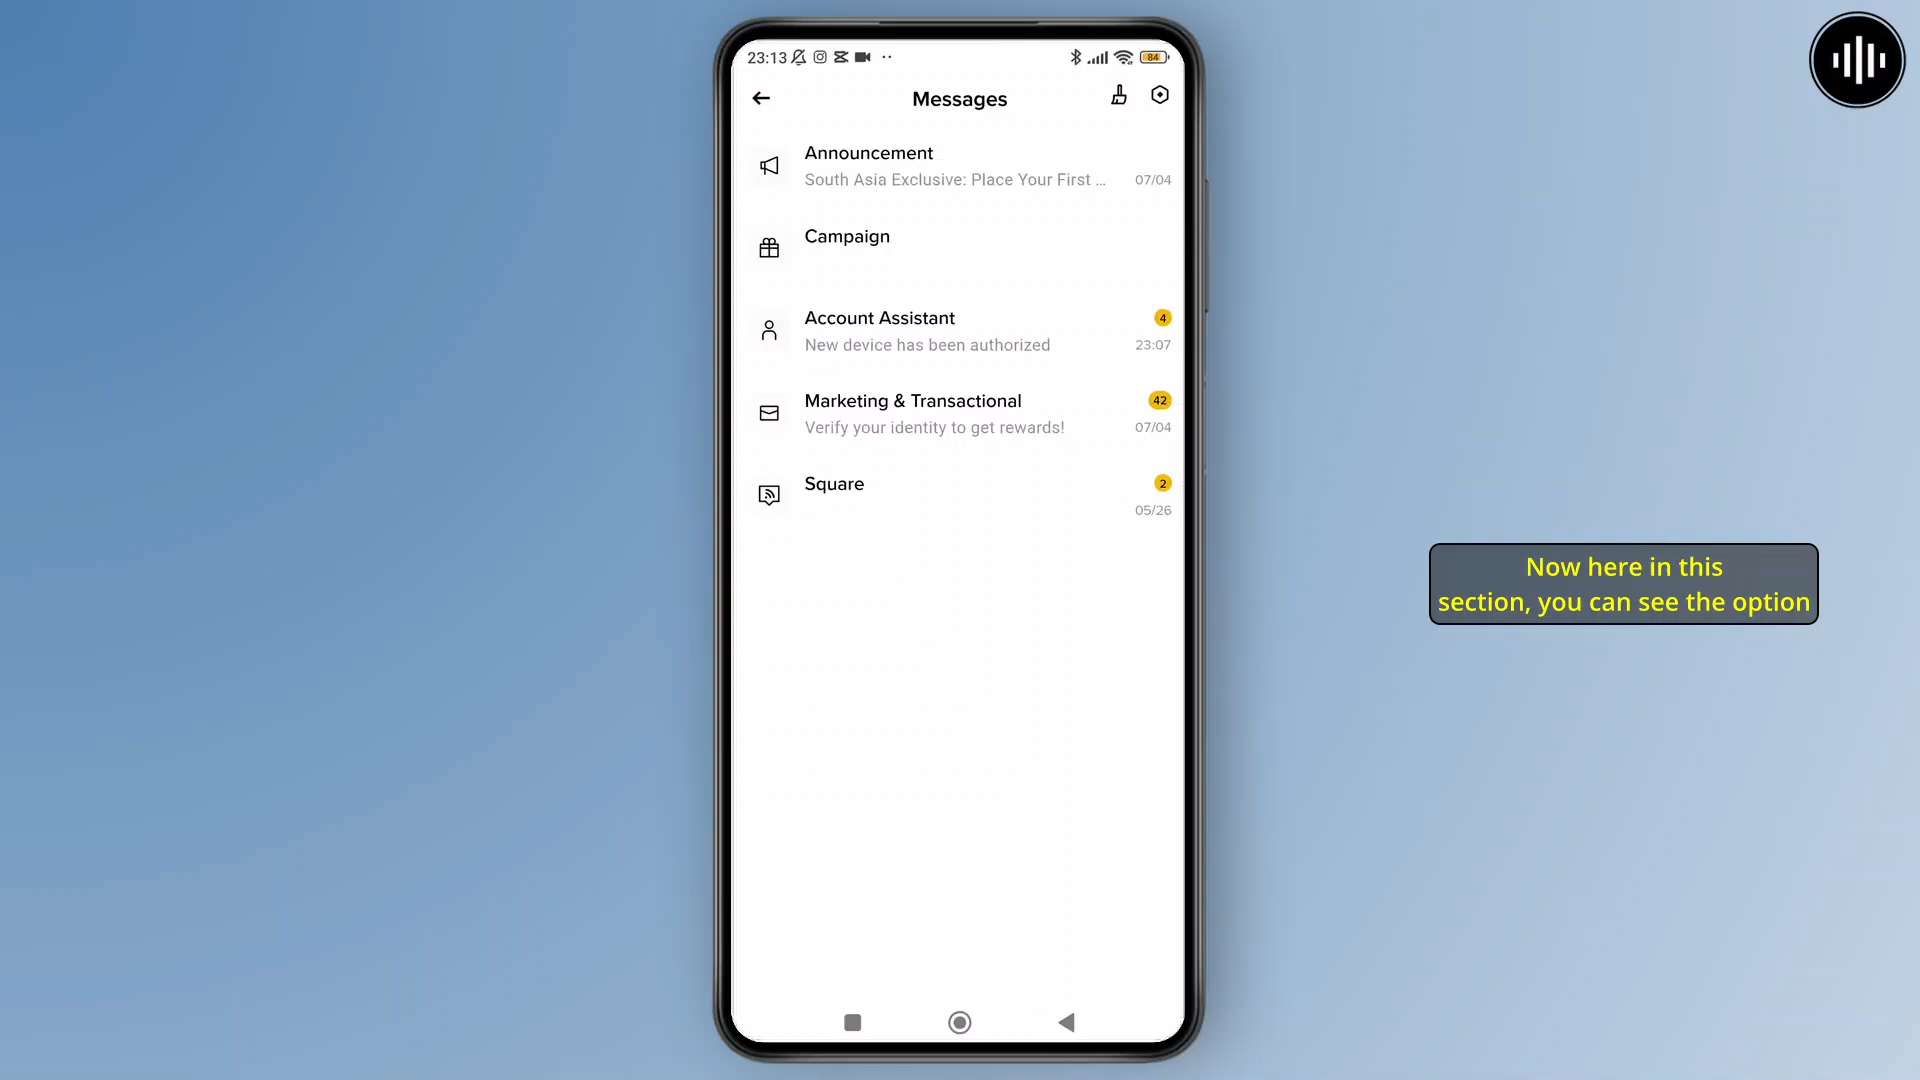 23:13
84
Messages
Announcement
South Asia Exclusive: Place Your First ...
07/04
Campaign
Account Assistant
4
New device has been authorized
23:07
Marketing & Transactional
42
Verify your identity to get rewards!
07/04
Square
2
05/26
Now here in this
section, you can see the option